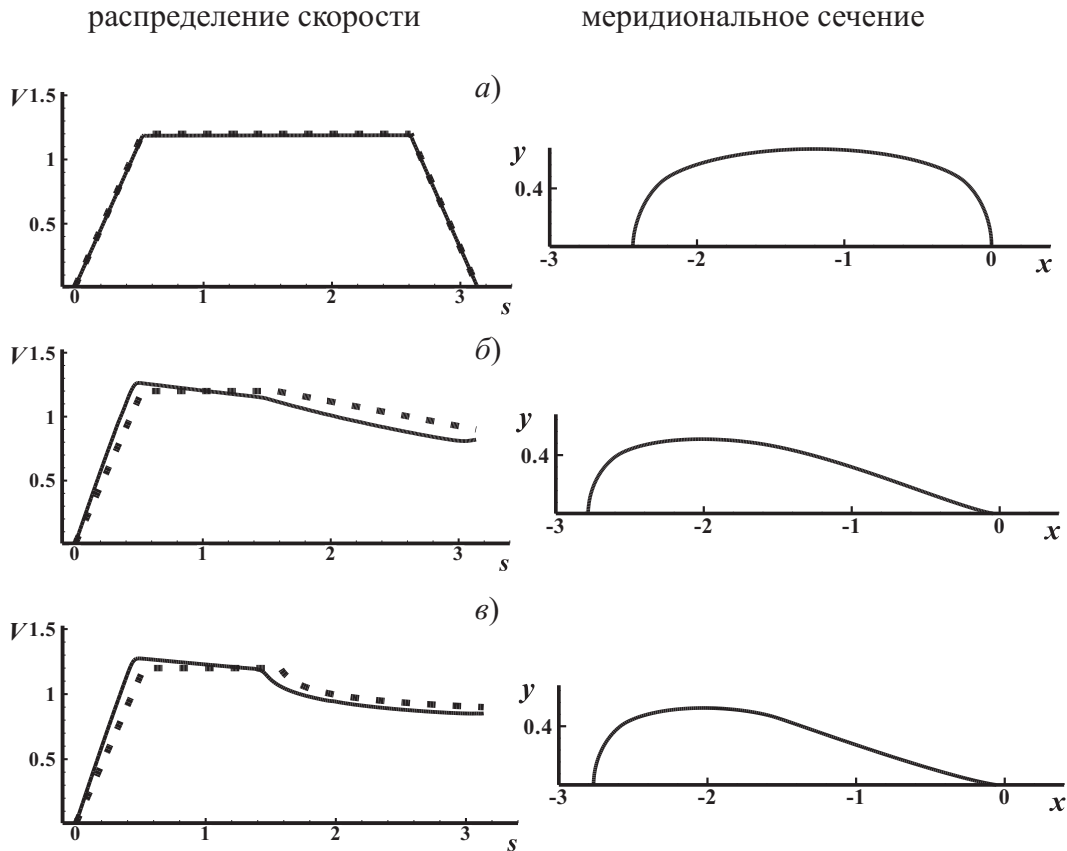 распределение скорости
меридиональное сечение
а)
V 1.5
1
0.5
0 1 2 3
s
y
0.4
-3 -2 -1 0
x
б)
V 1.5
1
0.5
0 1 2 3
s
y
0.4
-3 -2 -1 0
x
в)
V 1.5
1
0.5
0 1 2 3
s
y
0.4
-3 -2 -1 0
x